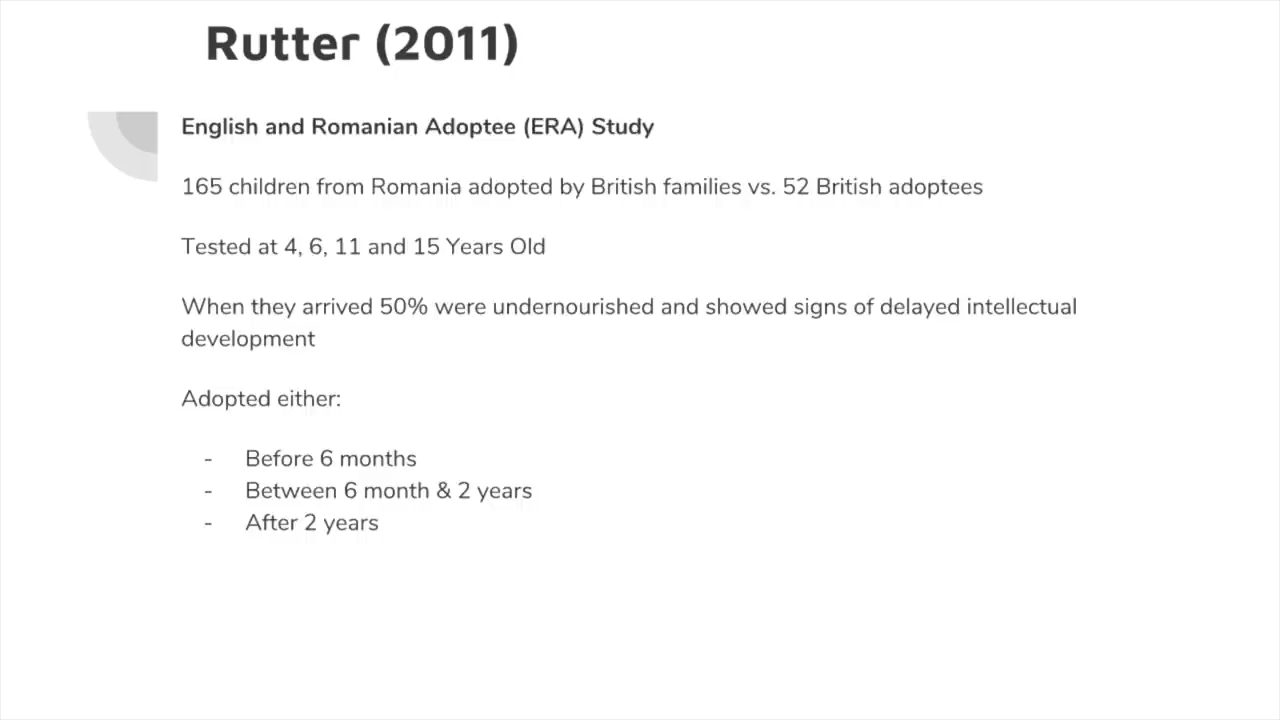 Rutter (2011)
English and Romanian Adoptee (ERA) Study
165 children from Romania adopted by British families vs. 52 British adoptees
Tested at 4, 6, 11 and 15 Years Old
When they arrived 50% were undernourished and showed signs of delayed intellectual
development
Adopted either:
- Before 6 months
- Between 6 month & 2 years
- After 2 years